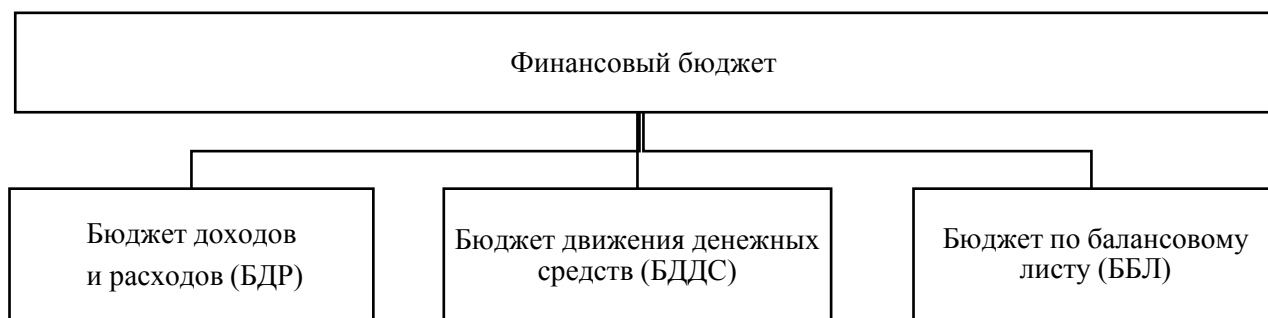 Финансовый бюджет
Бюджет доходов
и расходов (БДР)
Бюджет движения денежных
средств (БДДС)
Бюджет по балансовому
листу (ББЛ)